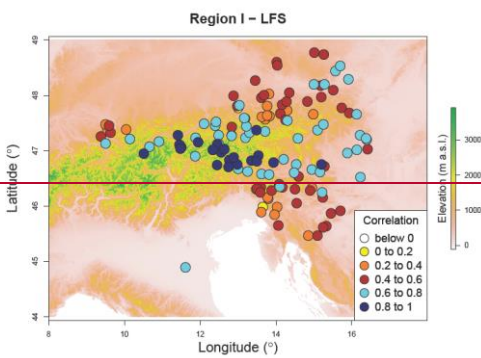 Region I – LFS
49
48
47
46
45
44
Latitude (°)
8
10
12
14
16
Longitude (°)
Correlation
below 0
0 to 0.2
0.2 to 0.4
0.4 to 0.6
0.6 to 0.8
0.8 to 1
3000
2000
1000
0
Elevation (m a.s.l.)